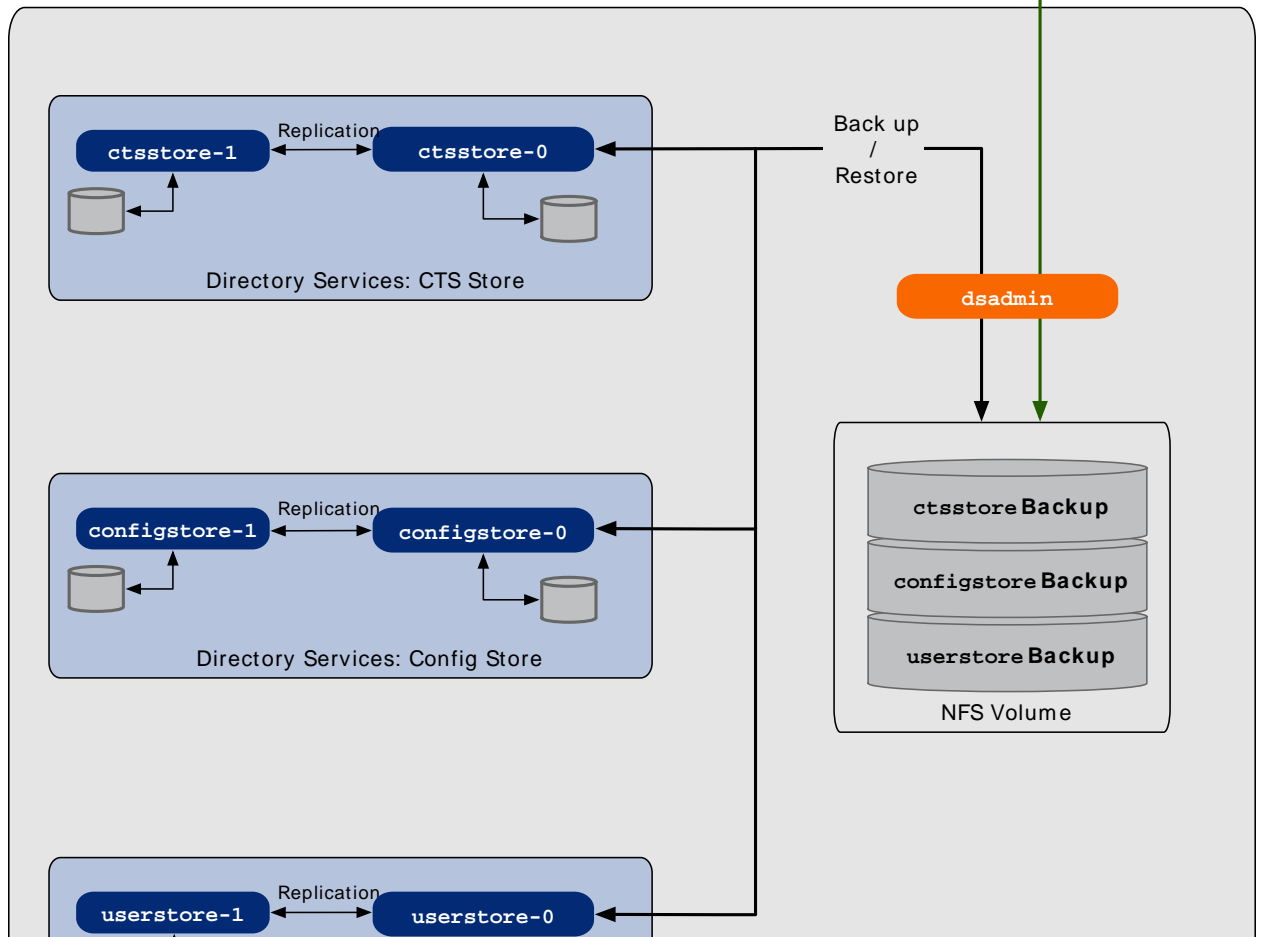 Replication
ctsstore-1
ctsstore-0
Directory Services: CTS Store
Back up
/
Restore
dsadmin
Replication
configstore-1
configstore-0
Directory Services: Config Store
ctsstore Backup
configstore Backup
userstore Backup
NFS Volume
Replication
userstore-1
userstore-0